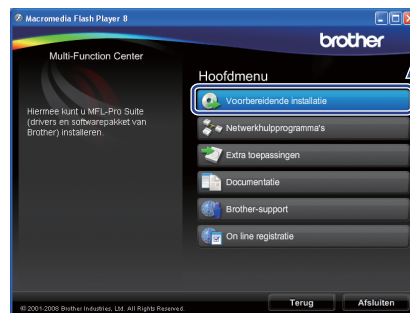 Macromedia Flash Player 8
brother
Multi-Function Center
Hoofdmenu
Hiermee kunt u MFL-Pro Suite
(drivers en softwarepakket van
Brother) installeren.
Voorbereidende installatie
Netwerkhulpprogramma's
Extra toepassingen
Documentatie
Brother-support
On line registratie
© 2001-2008 Brother Industries, Ltd. All Rights Reserved.
Terug
Afsluiten